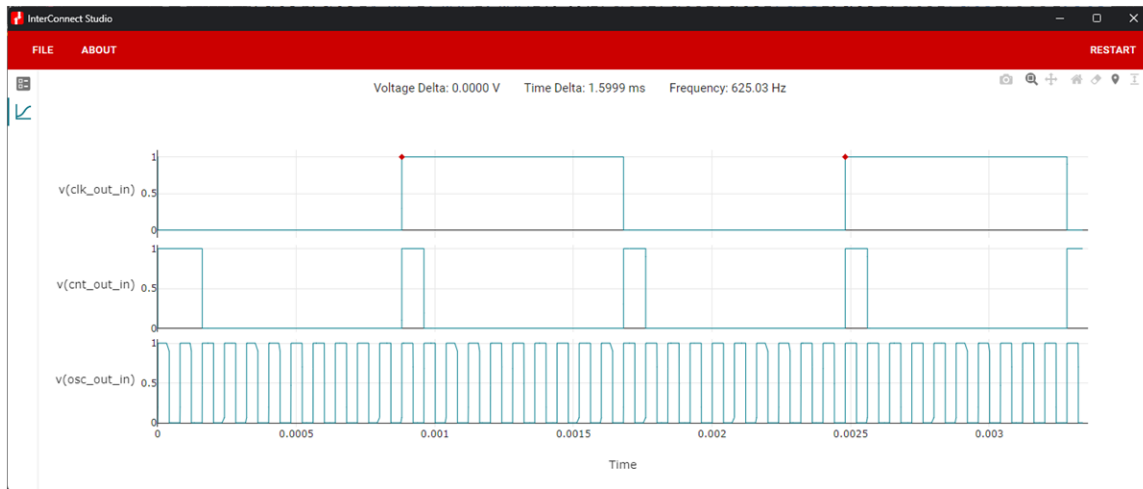 InterConnect Studio
FILE ABOUT RESTART
Voltage Delta: 0.0000 V Time Delta: 1.5999 ms Frequency: 625.03 Hz
1
v(clk_out_in) 0.5
0
1
v(cnt_out_in) 0.5
0
1
v(osc_out_in) 0.5
0
0 0.0005 0.001 0.0015 0.002 0.0025 0.003
Time